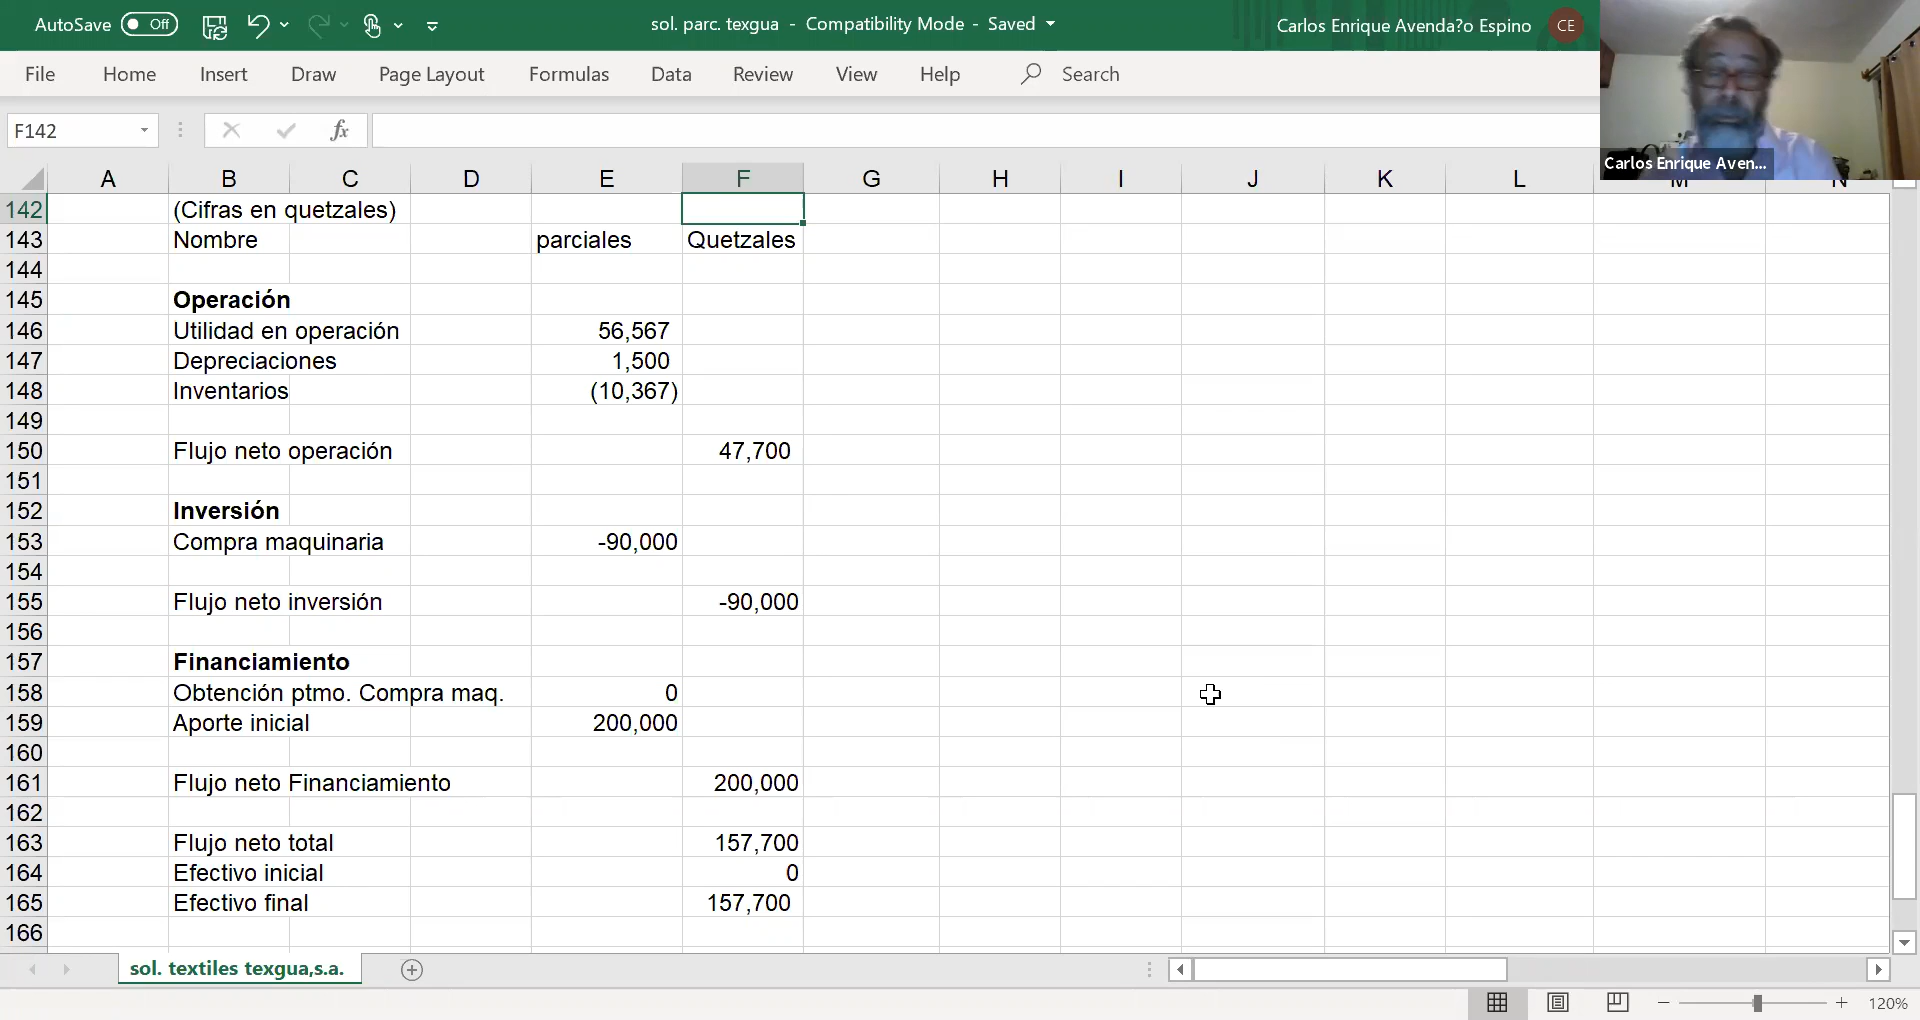 AutoSave Off sol. parc. texgua - Compatibility Mode - Saved Carlos Enrique Avenda?o Espino CE
File Home Insert Draw Page Layout Formulas Data Review View Help Search
F142 fx
Carlos Enrique Aven...
A B C D E F G H I J K L M N
142 (Cifras en quetzales)
143 Nombre parciales Quetzales
144
145 Operación
146 Utilidad en operación 56,567
147 Depreciaciones 1,500
148 Inventarios (10,367)
149
150 Flujo neto operación 47,700
151
152 Inversión
153 Compra maquinaria -90,000
154
155 Flujo neto inversión -90,000
156
157 Financiamiento
158 Obtención ptmo. Compra maq. 0
159 Aporte inicial 200,000
160
161 Flujo neto Financiamiento 200,000
162
163 Flujo neto total 157,700
164 Efectivo inicial 0
165 Efectivo final 157,700
166
sol. textiles texgua,s.a.
120%